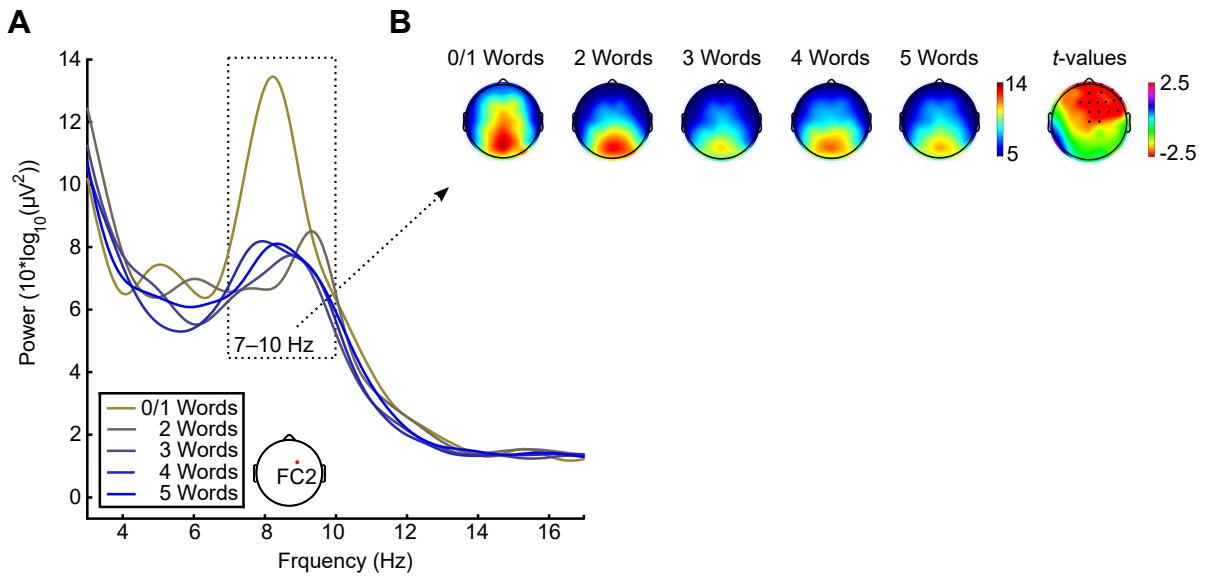 A
B
0/1 Words 2 Words 3 Words 4 Words 5 Words t-values
14
5
2.5
-2.5
Power (10*log10(μV2)
14
12
10
8
6
4
2
0
7–10 Hz
0/1 Words
2 Words
3 Words
4 Words
5 Words
FC2
4 6 8 10 12 14 16
Frquency (Hz)